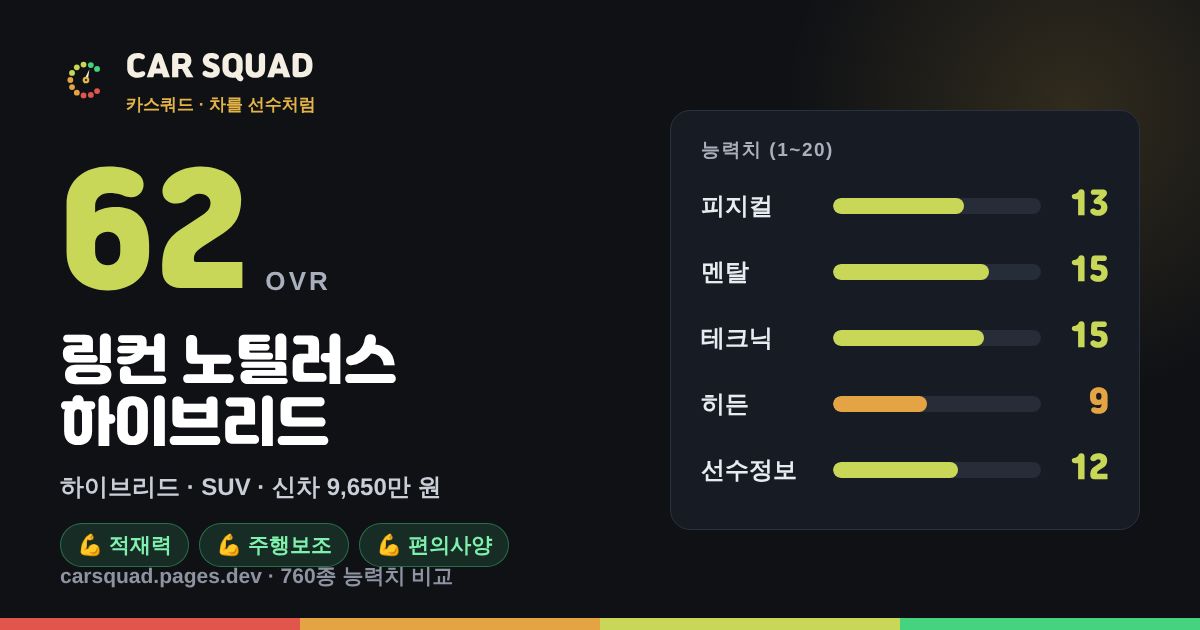 CAR SQUAD
카스쿼드 · 차를 선수처럼
62 OVR
링컨 노틸러스
하이브리드
하이브리드 · SUV · 신차 9,650만 원
💪 적재력 💪 주행보조 💪 편의사양
carsquad.pages.dev · 760종 능력치 비교
능력치 (1~20)
피지컬 13
멘탈 15
테크닉 15
히든 9
선수정보 12